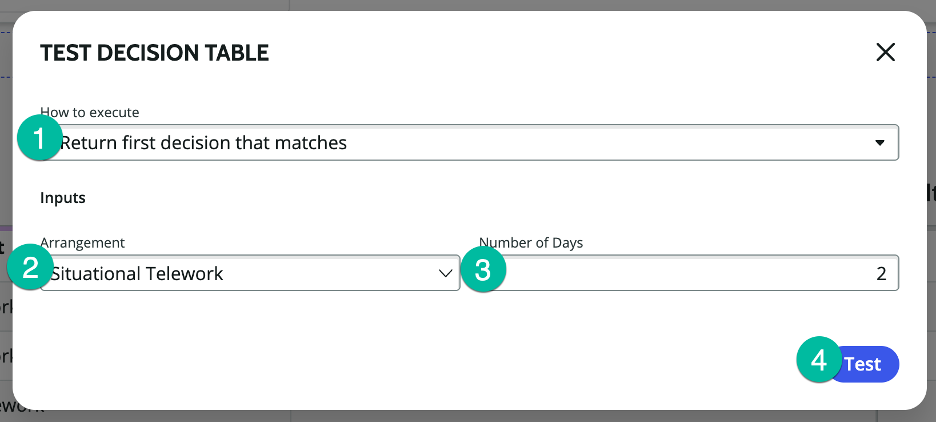 TEST DECISION TABLE
How to execute
1
Return first decision that matches
Inputs
Arrangement
Number of Days
2
Situational Telework
3
2
4
Test